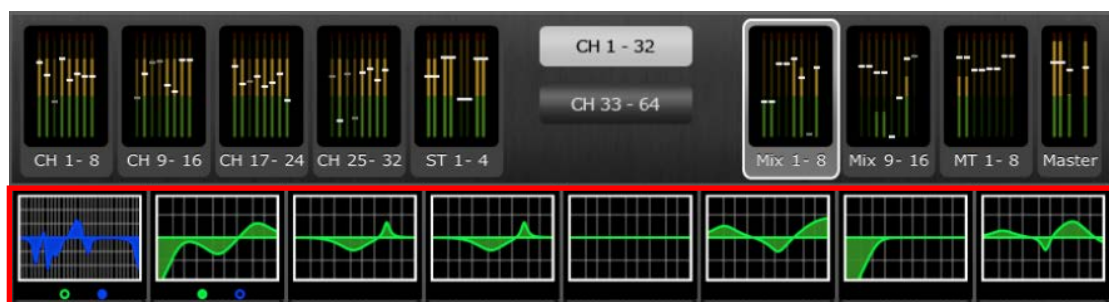 CH 1 - 32
CH 33 - 64
CH 1- 8 CH 9- 16 CH 17- 24 CH 25- 32 ST 1- 4 Mix 1- 8 Mix 9- 16 MT 1- 8 Master